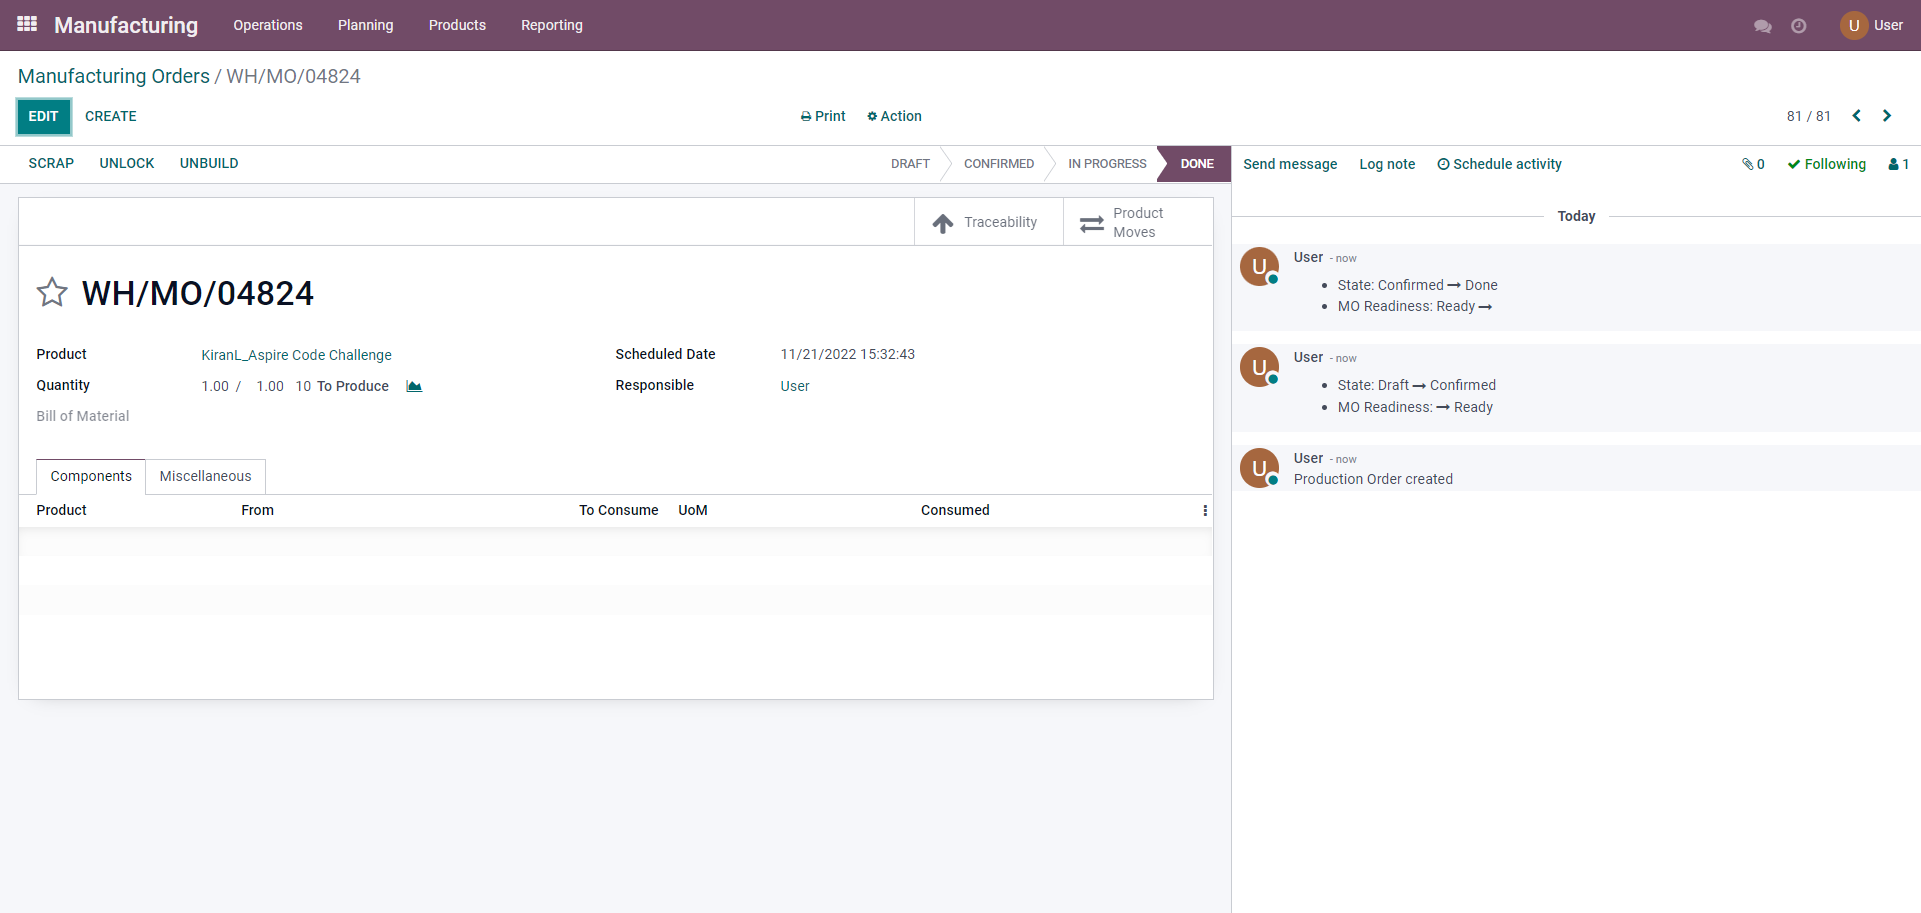 Manufacturing Operations Planning Products Reporting U User
Manufacturing Orders / WH/MO/04824
EDIT CREATE Print Action 81 / 81
SCRAP UNLOCK UNBUILD DRAFT CONFIRMED IN PROGRESS DONE
Traceability
Product
Moves
WH/MO/04824
Product KiranL_Aspire Code Challenge Scheduled Date 11/21/2022 15:32:43
Quantity 1.00 / 1.00 10 To Produce Responsible User
Bill of Material
Components Miscellaneous
Product From To Consume UoM Consumed
Send message Log note Schedule activity 0 Following 1
Today
U User - now
• State: Confirmed → Done
• MO Readiness: Ready →
U User - now
• State: Draft → Confirmed
• MO Readiness: → Ready
U User - now
Production Order created